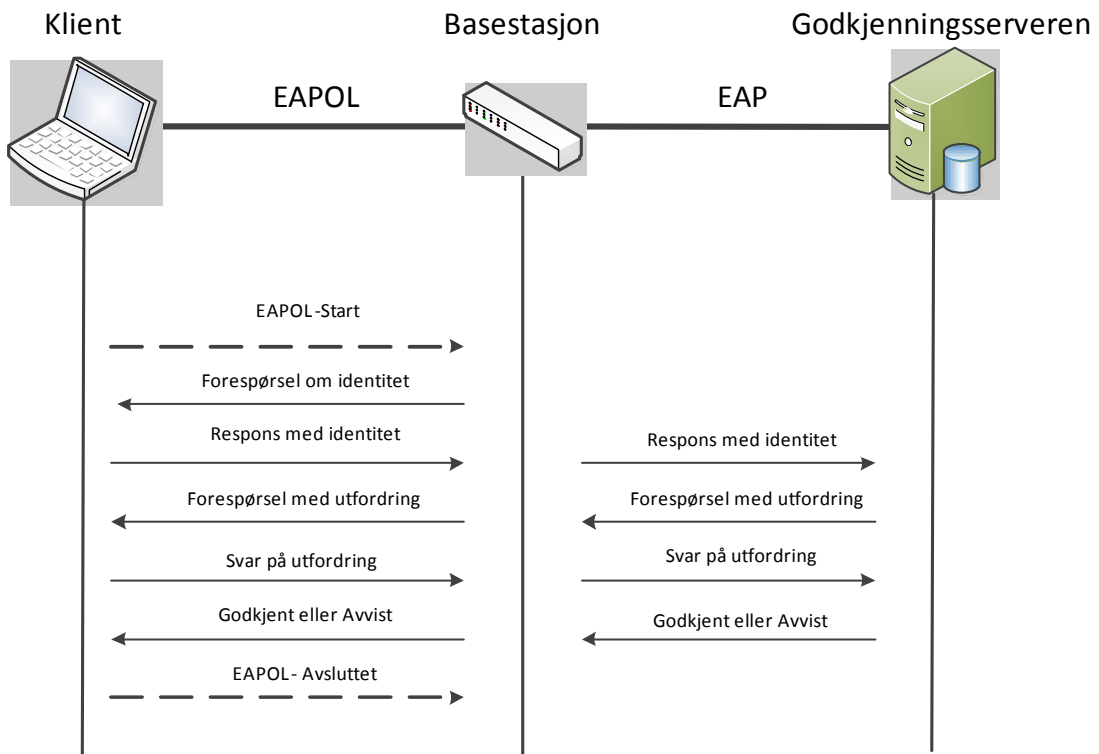 Klient
Basestasjon
Godkjenningsserveren
EAPOL
EAP
EAPOL-Start
Forespørsel om identitet
Respons med identitet
Respons med identitet
Forespørsel med utfordring
Forespørsel med utfordring
Svar på utfordring
Svar på utfordring
Godkjent eller Avvist
Godkjent eller Avvist
EAPOL- Avsluttet